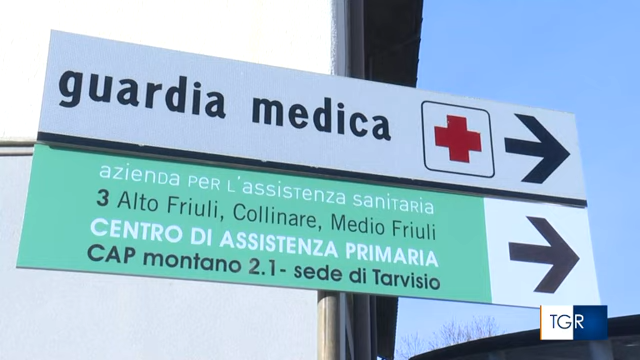 guardia medica
azienda per l'assistenza sanitaria
3 Alto Friuli, Collinare, Medio Friuli
CENTRO DI ASSISTENZA PRIMARIA
CAP montano 2.1- sede di Tarvisio
TGR